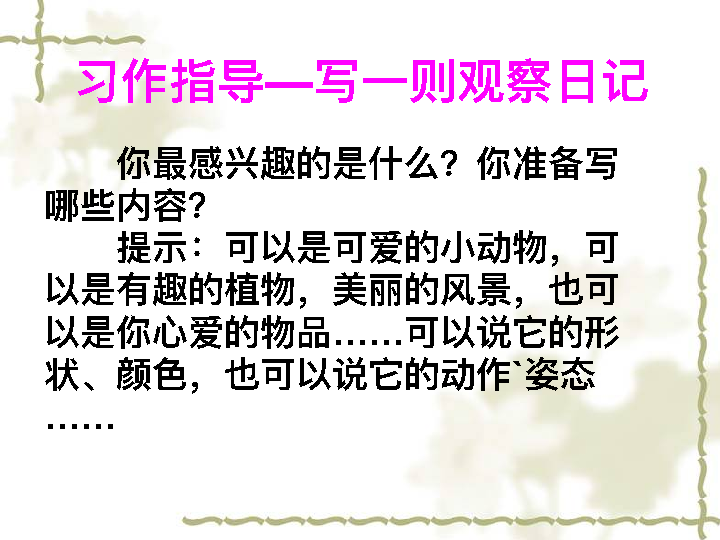 习作指导—写一则观察日记
你最感兴趣的是什么？你准备写
哪些内容？
提示：可以是可爱的小动物，可
以是有趣的植物，美丽的风景，也可
以是你心爱的物品……可以说它的形
状、颜色，也可以说它的动作`姿态
……